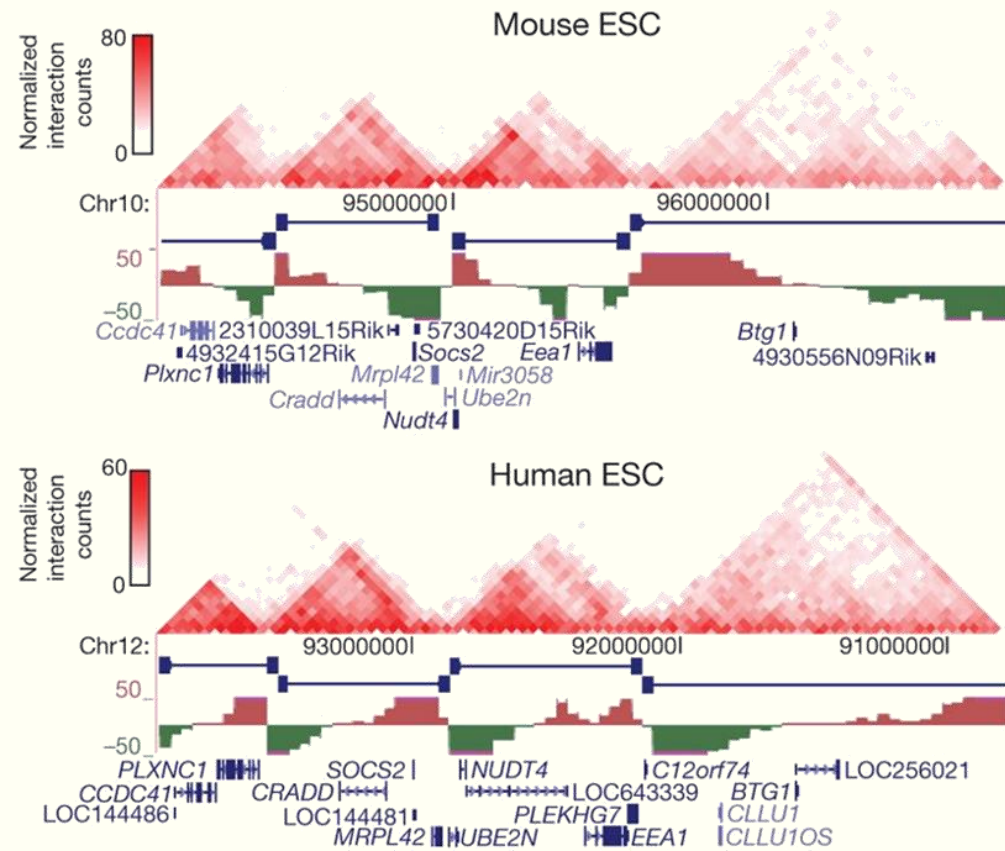 Mouse ESC
Normalized
interaction
counts
80
0
Chr10:
95000000
96000000
50
−50
Ccdc41
2310039L15Rik
5730420D15Rik
Btg1
4932415G12Rik
Socs2
Eea1
4930556N09Rik
Plxnc1
Mrpl42
Mir3058
Cradd
Ube2n
Nudt4
Human ESC
Normalized
interaction
counts
60
0
Chr12:
93000000
92000000
91000000
50
−50
PLXNC1
SOCS2
NUDT4
C12orf74
LOC256021
CCDC41
CRADD
LOC643339
BTG1
LOC144486
LOC144481
PLEKHG7
CLLU1
MRPL42
UBE2N
EEA1
CLLU1OS